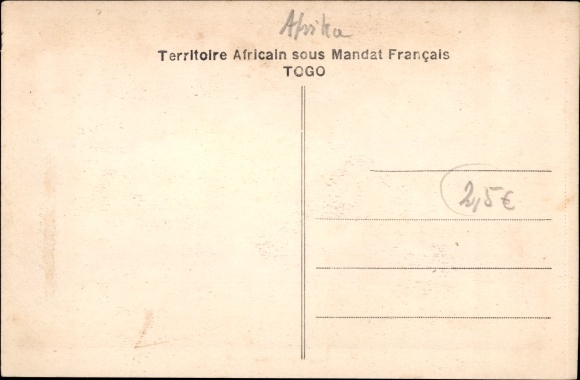 Afrika
Territoire Africain sous Mandat Français
TOGO
2,5€